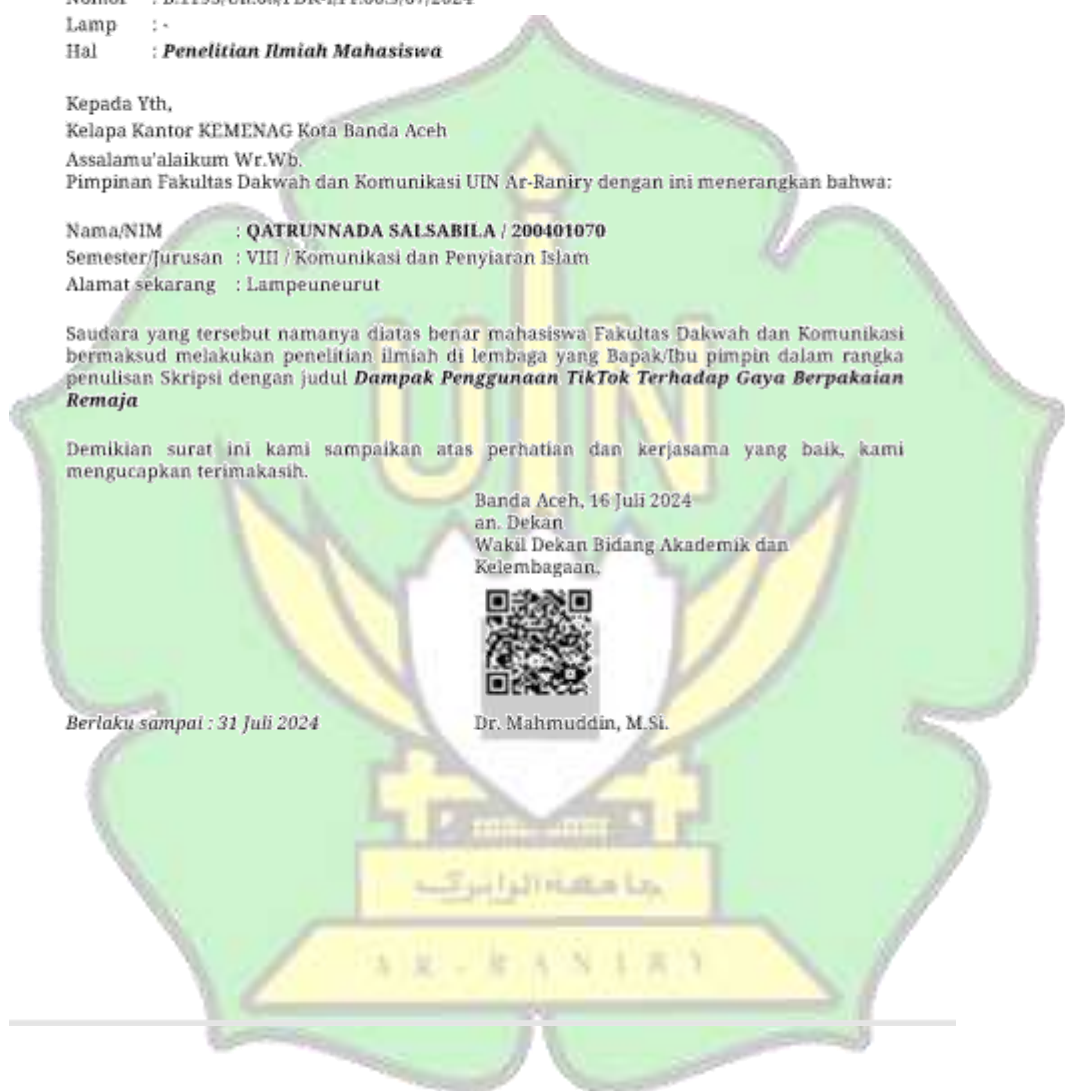 Nomor :
Lamp : -
Hal : Penelitian Ilmiah Mahasiswa
Kepada Yth,
Kelapa Kantor KEMENAG Kota Banda Aceh
Assalamu'alaikum Wr.Wb.
Pimpinan Fakultas Dakwah dan Komunikasi UIN Ar-Raniry dengan ini menerangkan bahwa:
Nama/NIM : QATRUNNADA SALSABILA / 200401070
Semester/Jurusan : VIII / Komunikasi dan Penyiaran Islam
Alamat sekarang : Lampeuneurut
Saudara yang tersebut namanya diatas benar mahasiswa Fakultas Dakwah dan Komunikasi
bermaksud melakukan penelitian ilmiah di lembaga yang Bapak/Ibu pimpin dalam rangka
penulisan Skripsi dengan judul Dampak Penggunaan TikTok Terhadap Gaya Berpakaian
Remaja
Demikian surat ini kami sampaikan atas perhatian dan kerjasama yang baik, kami
mengucapkan terimakasih.
Banda Aceh, 16 Juli 2024
an. Dekan
Wakil Dekan Bidang Akademik dan
Kelembagaan,
Berlaku sampai : 31 Juli 2024
Dr. Mahmuddin, M.Si.
UIN
AR-RANIRY